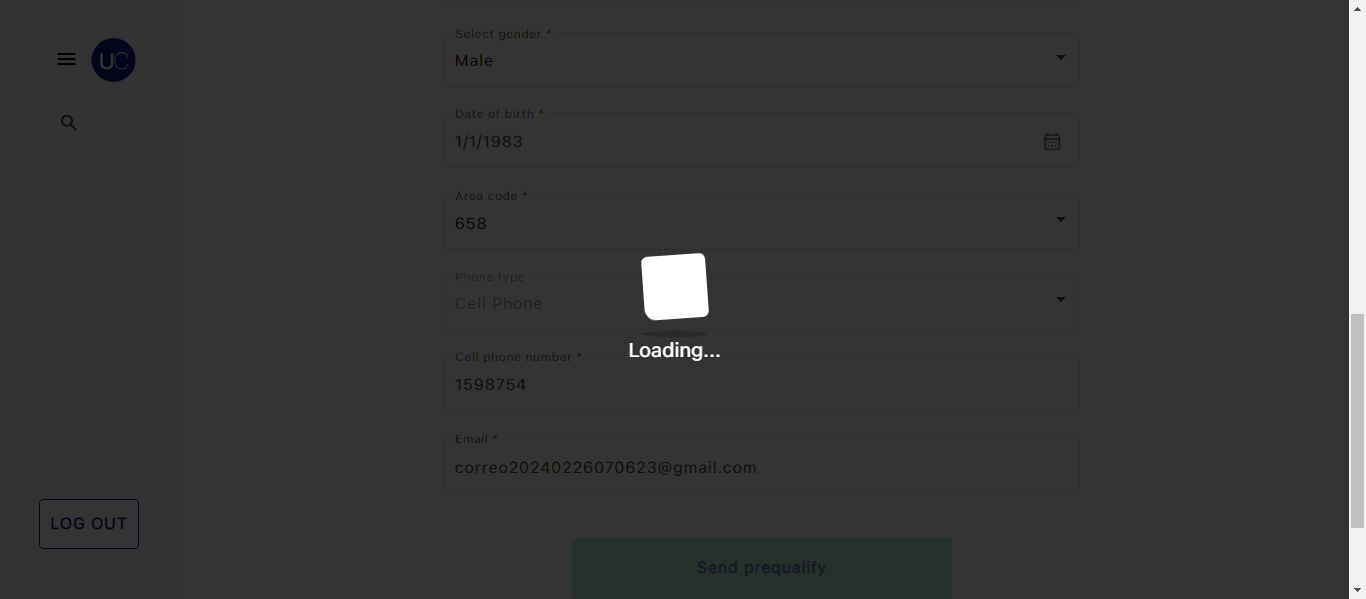 Select gender *
Male
UC
Date of birth *
1/1/1983
Area code *
658
Phone type
Cell Phone
Loading...
Cell phone number *
1598754
Email *
correo20240226070623@gmail.com
LOG OUT
Send prequalify